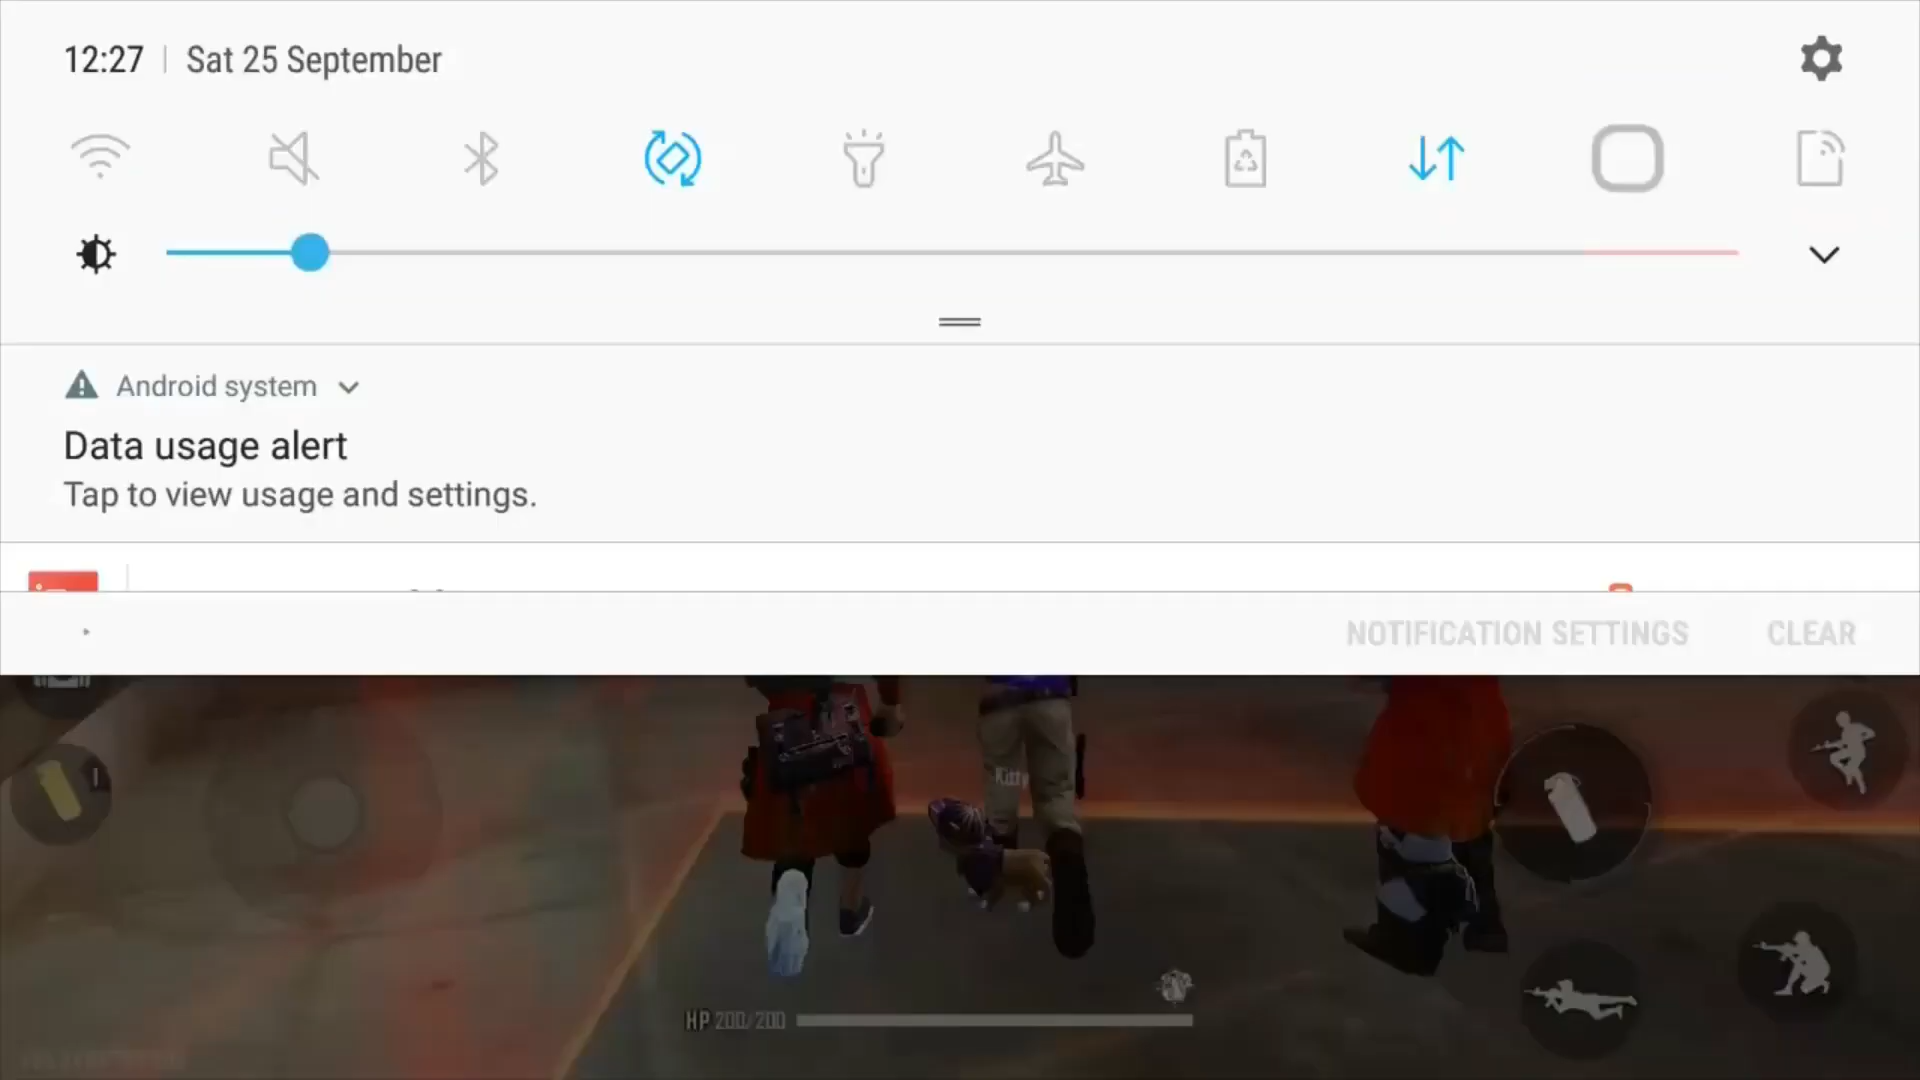 12:27 | Sat 25 September
Android system
Data usage alert
Tap to view usage and settings.
NOTIFICATION SETTINGS CLEAR
Kitty
HP 200/200